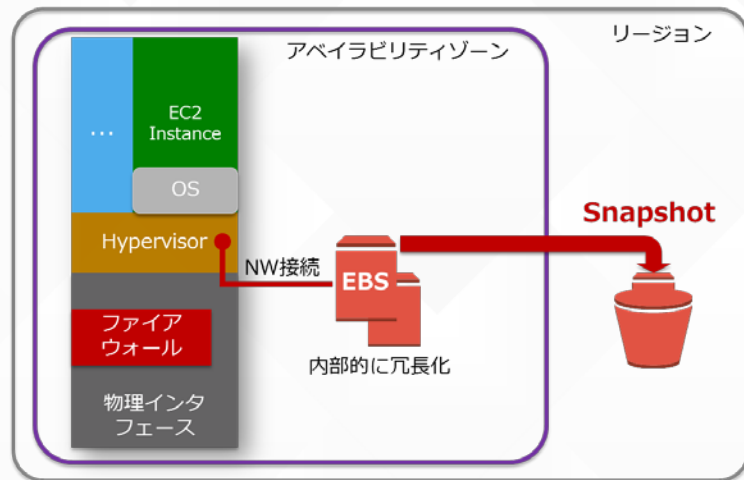 リージョン
アベイラビリティゾーン
…
EC2
Instance
OS
Hypervisor
NW接続
EBS
内部的に冗長化
Snapshot
ファイア
ウォール
物理インタ
フェース